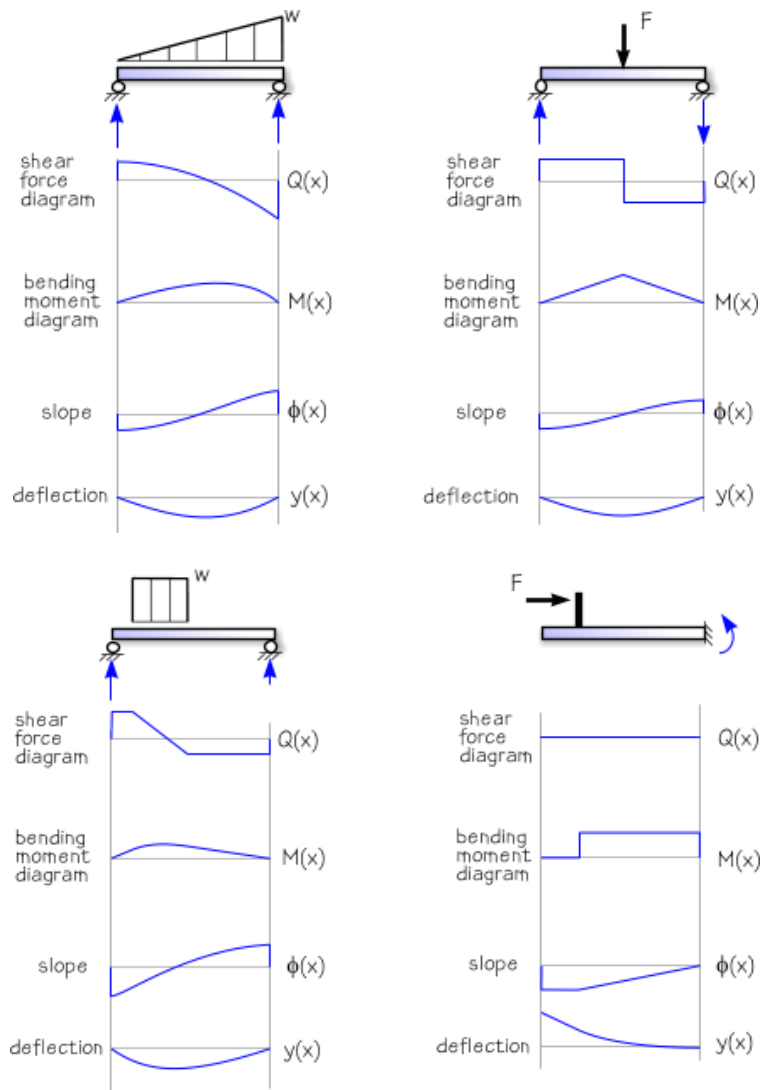 w
shear
force
diagram
Q(x)
bending
moment
diagram
M(x)
slope
ϕ(x)
deflection
y(x)
F
shear
force
diagram
Q(x)
bending
moment
diagram
M(x)
slope
ϕ(x)
deflection
y(x)
w
shear
force
diagram
Q(x)
bending
moment
diagram
M(x)
slope
ϕ(x)
deflection
y(x)
F
shear
force
diagram
Q(x)
bending
moment
diagram
M(x)
slope
ϕ(x)
deflection
y(x)